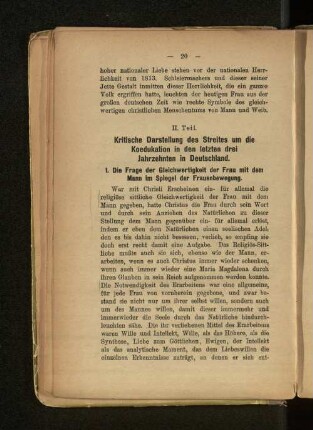 — 26 —
hoher nationaler Liebe stehen vor der nationalen Herr-
lichkeit von 1813. Schleiermachers und dieser seiner
Jette Gestalt inmitten dieser Herrlichkeit, die ein ganzes
Volk ergriffen hatte, leuchten der heutigen Frau aus der
großen deutschen Zeit wie rechte Symbole des gleich-
wertigen christlichen Menschentums von Mann und Weib.
II. Teil.
Kritische Darstellung des Streites um die
Koedukation in den letzten drei
Jahrzehnten in Deutschland.
1. Die Frage der Gleichwertigkeit der Frau mit dem
Mann im Spiegel der Frauenbewegung.
War mit Christi Erscheinen ein- für allemal die
religiös sittliche Gleichwertigkeit der Frau mit dem
Mann gegeben, hatte Christus die Frau durch sein Wort
und durch sein Ansehen des Natürlichen zu dieser
Stellung dem Mann gegenüber ein- für allemal erlöst,
indem er eben dem Natürlichen einen seelischen Adel,
den es bis dahin nicht besessen, verlieh, so empfing sie
doch erst recht damit eine Aufgabe. Das Religiös-Sitt-
liche mußte auch sie sich, ebenso wie der Mann, er-
arbeiten, wenn es auch Christus immer wieder schenken,
wenn auch immer wieder eine Maria Magdalena durch
ihren Glauben in sein Reich aufgenommen werden konnte.
Die Notwendigkeit des Erarbeitens war eine allgemeine,
für jede Frau von vornherein gegebene, und zwar be-
stand sie nicht nur um ihrer selbst willen, sondern auch
um des Mannes willen, damit dieser immermehr und
immerwieder die Seele durch das Natürliche hindurch-
leuchten sähe. Die ihr verliehenen Mittel des Erarbeitens
waren Wille und Intellekt, Wille, als das Höhere, als die
Synthese, Liebe zum Göttlichen, Ewigen, der Intellekt
als das analytische Moment, das dem Liebeswillen die
einzelnen Erkenntnisse zuträgt, an denen er sich ent-